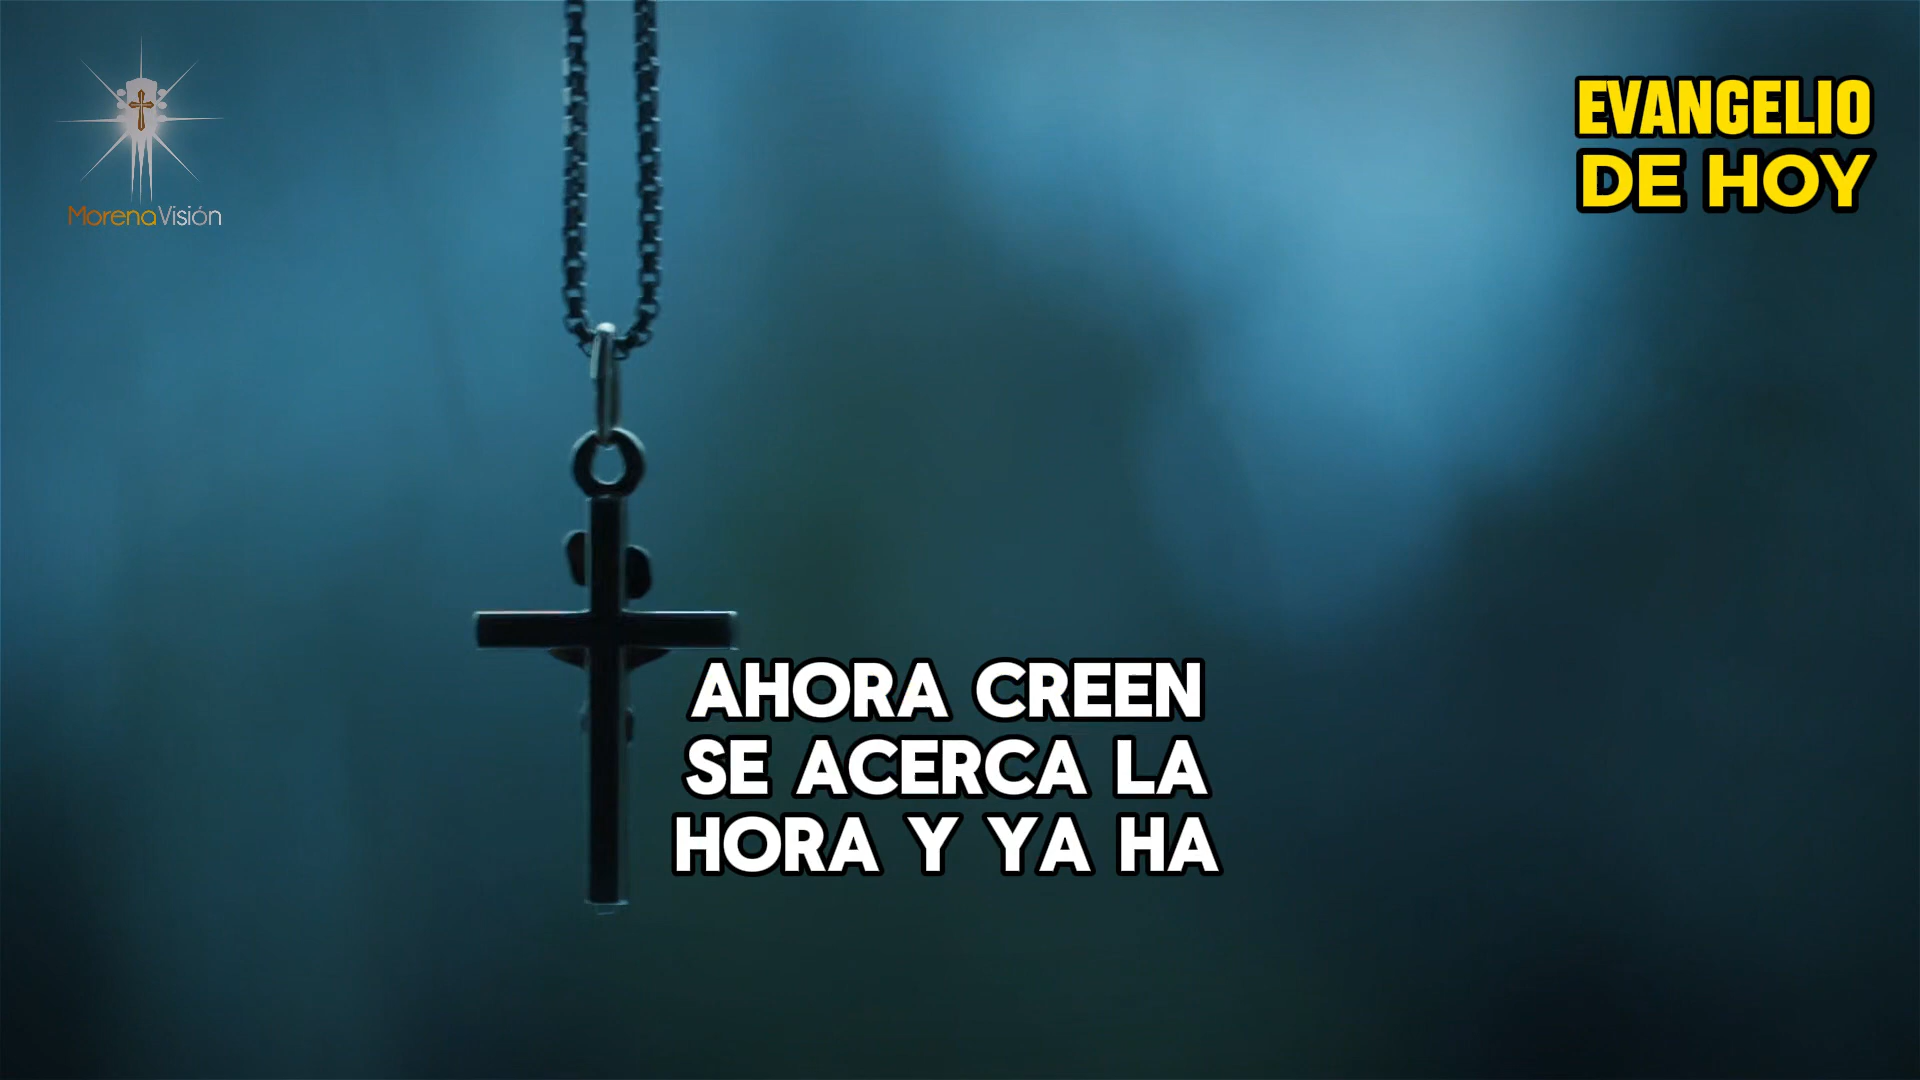 MorenaVisión
EVANGELIO
DE HOY
AHORA CREEN
SE ACERCA LA
HORA Y YA HA